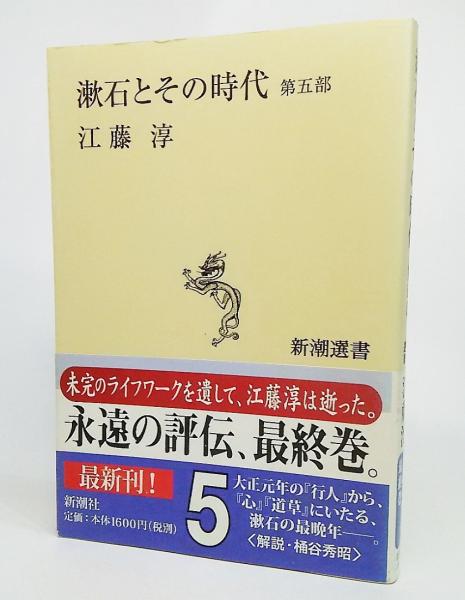 漱石とその時代 第五部
江藤 淳
新潮選書
未完のライフワークを遺して、江藤淳は逝った。
永遠の評伝、最終巻。
最新刊!
新潮社
定価:本体1600円(税別)
5
大正元年の『行人』から、
『心』『道草』にいたる、
漱石の最晩年——。
〈解説・桶谷秀昭〉